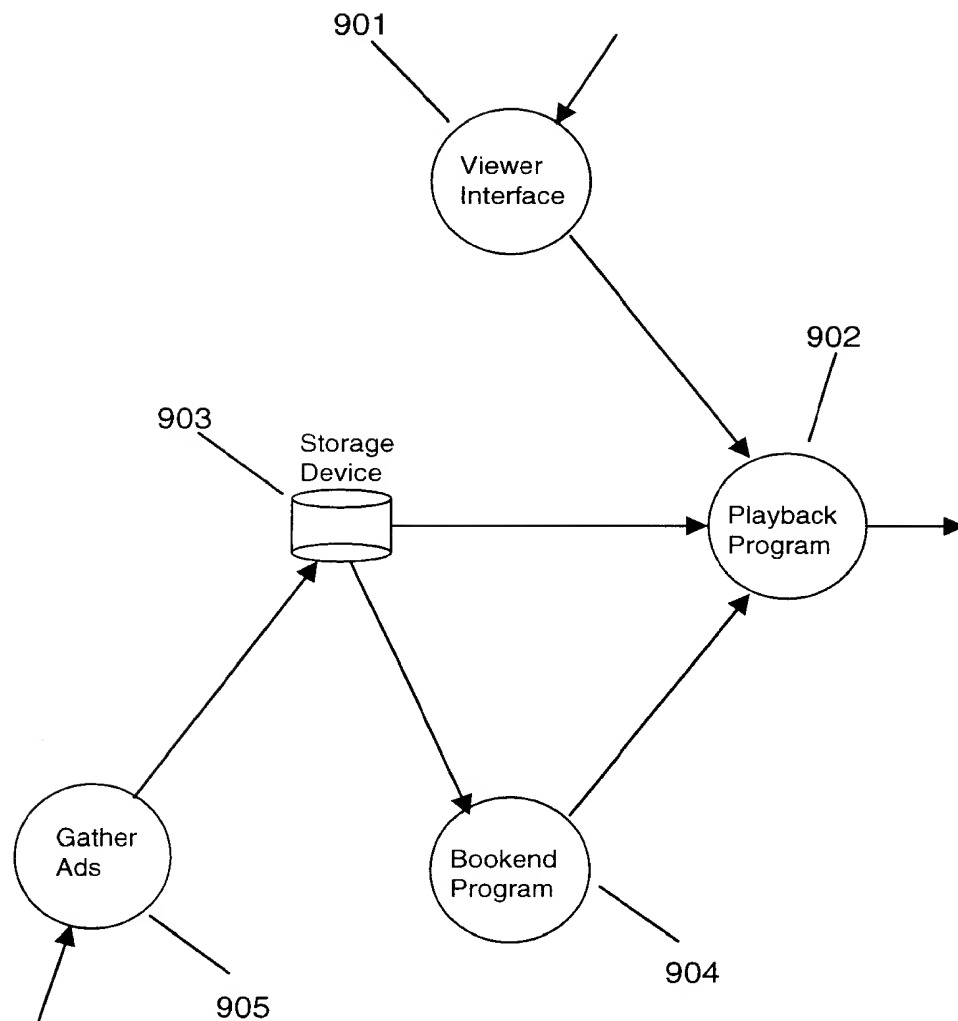 901
Viewer
Interface
902
903
Storage
Device
Playback
Program
Gather
Ads
Bookend
Program
904
905